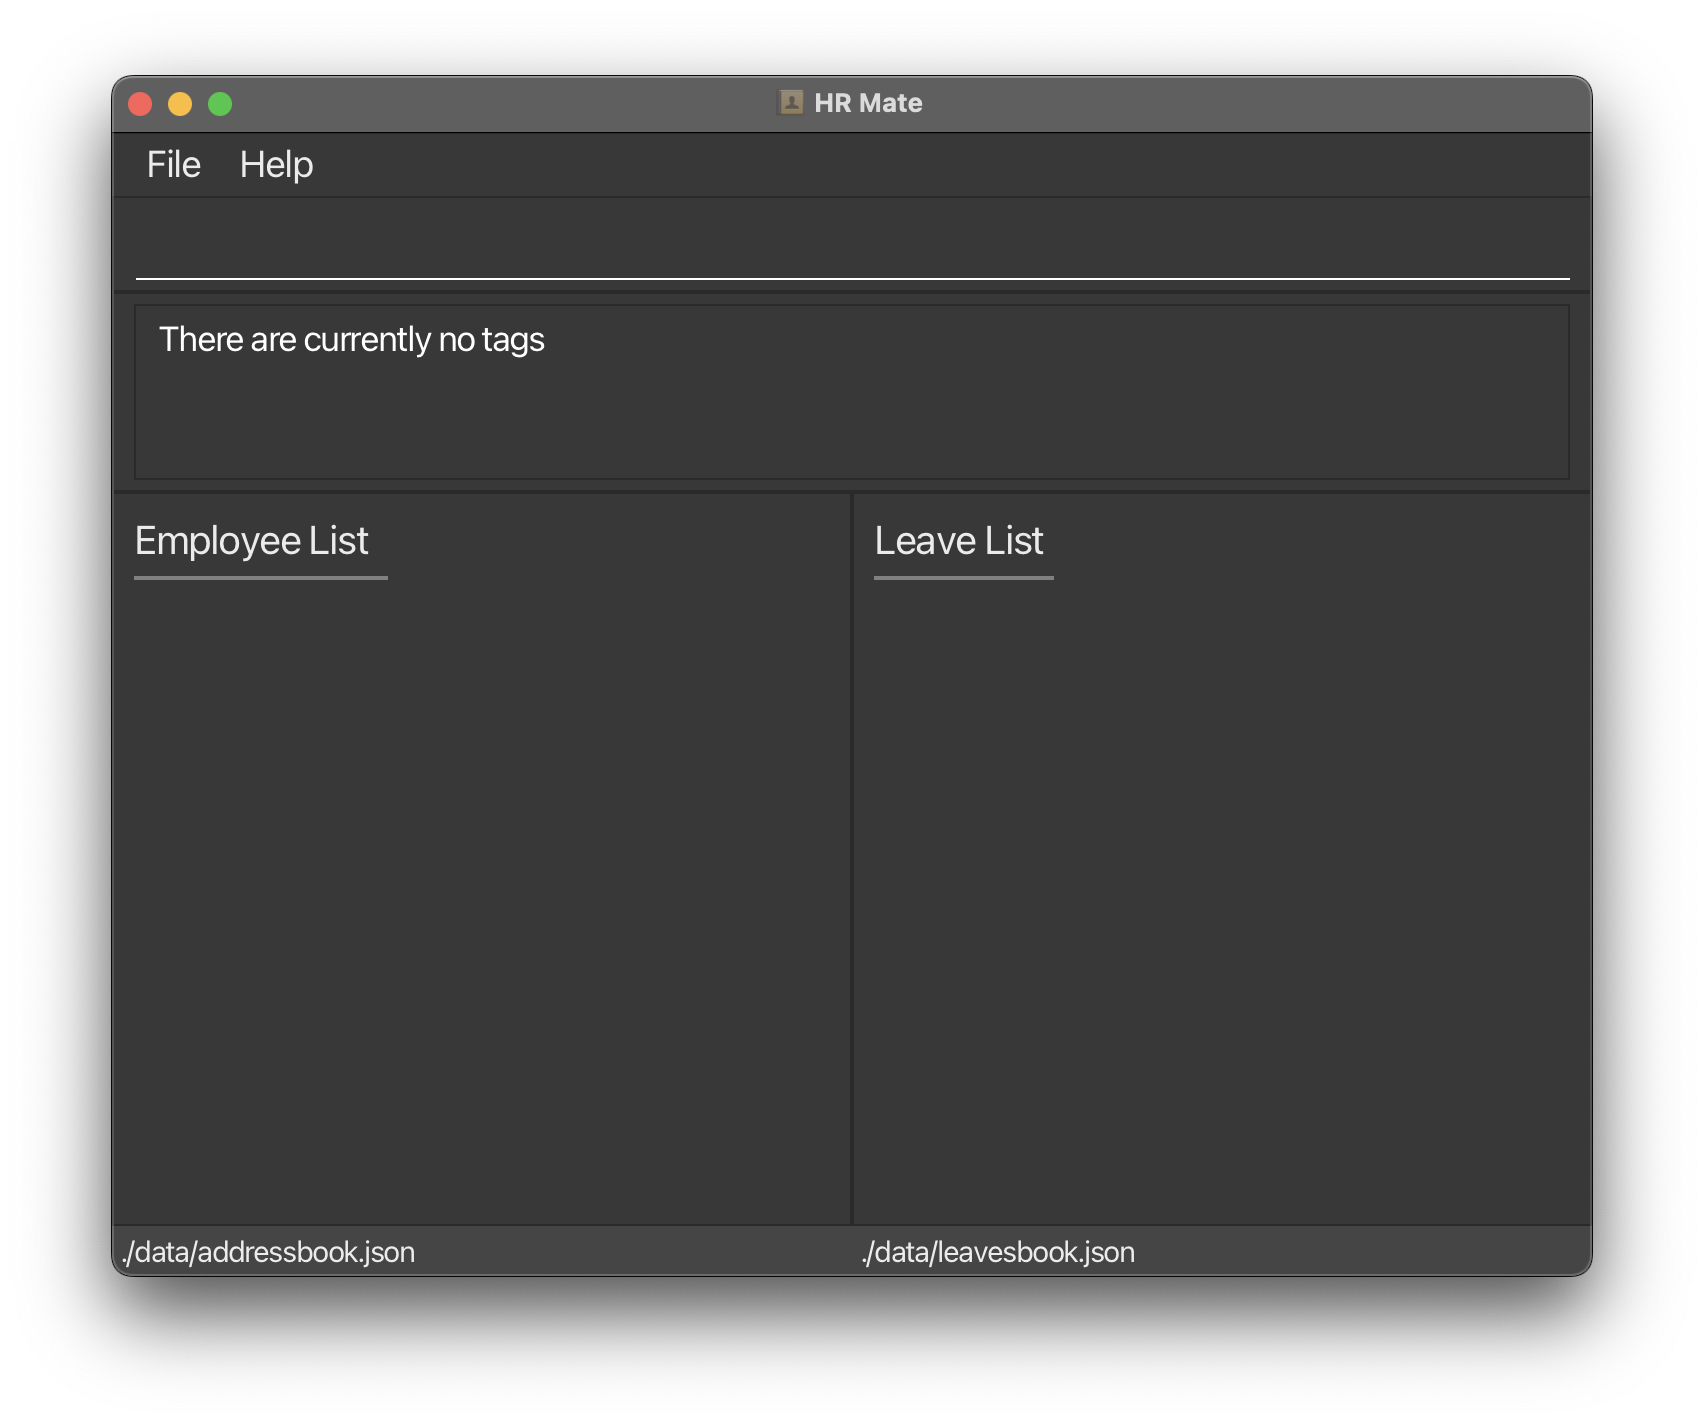 HR Mate
File Help
There are currently no tags
Employee List
Leave List
./data/addressbook.json
./data/leavesbook.json